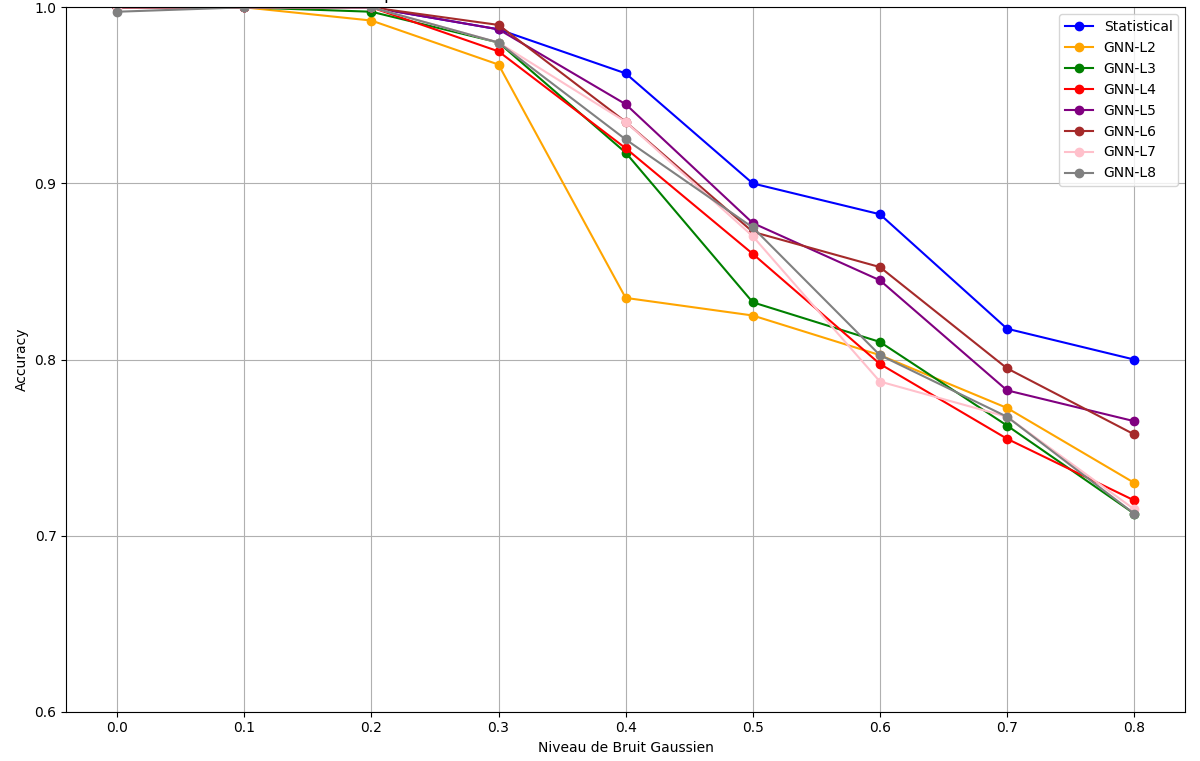 1.0
0.9
0.8
0.7
0.6
Accuracy
0.0 0.1 0.2 0.3 0.4 0.5 0.6 0.7 0.8
Niveau de Bruit Gaussien
Statistical
GNN-L2
GNN-L3
GNN-L4
GNN-L5
GNN-L6
GNN-L7
GNN-L8